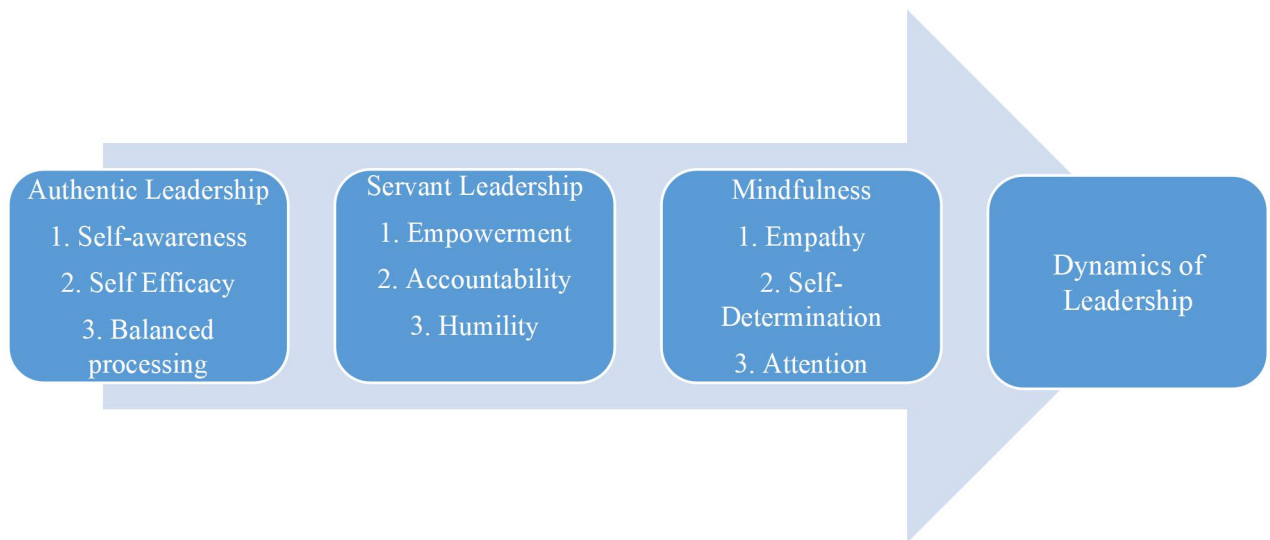 Authentic Leadership
1. Self-awareness
2. Self Efficacy
3. Balanced
processing
Servant Leadership
1. Empowerment
2. Accountability
3. Humility
Mindfulness
1. Empathy
2. Self-
Determination
3. Attention
Dynamics of
Leadership